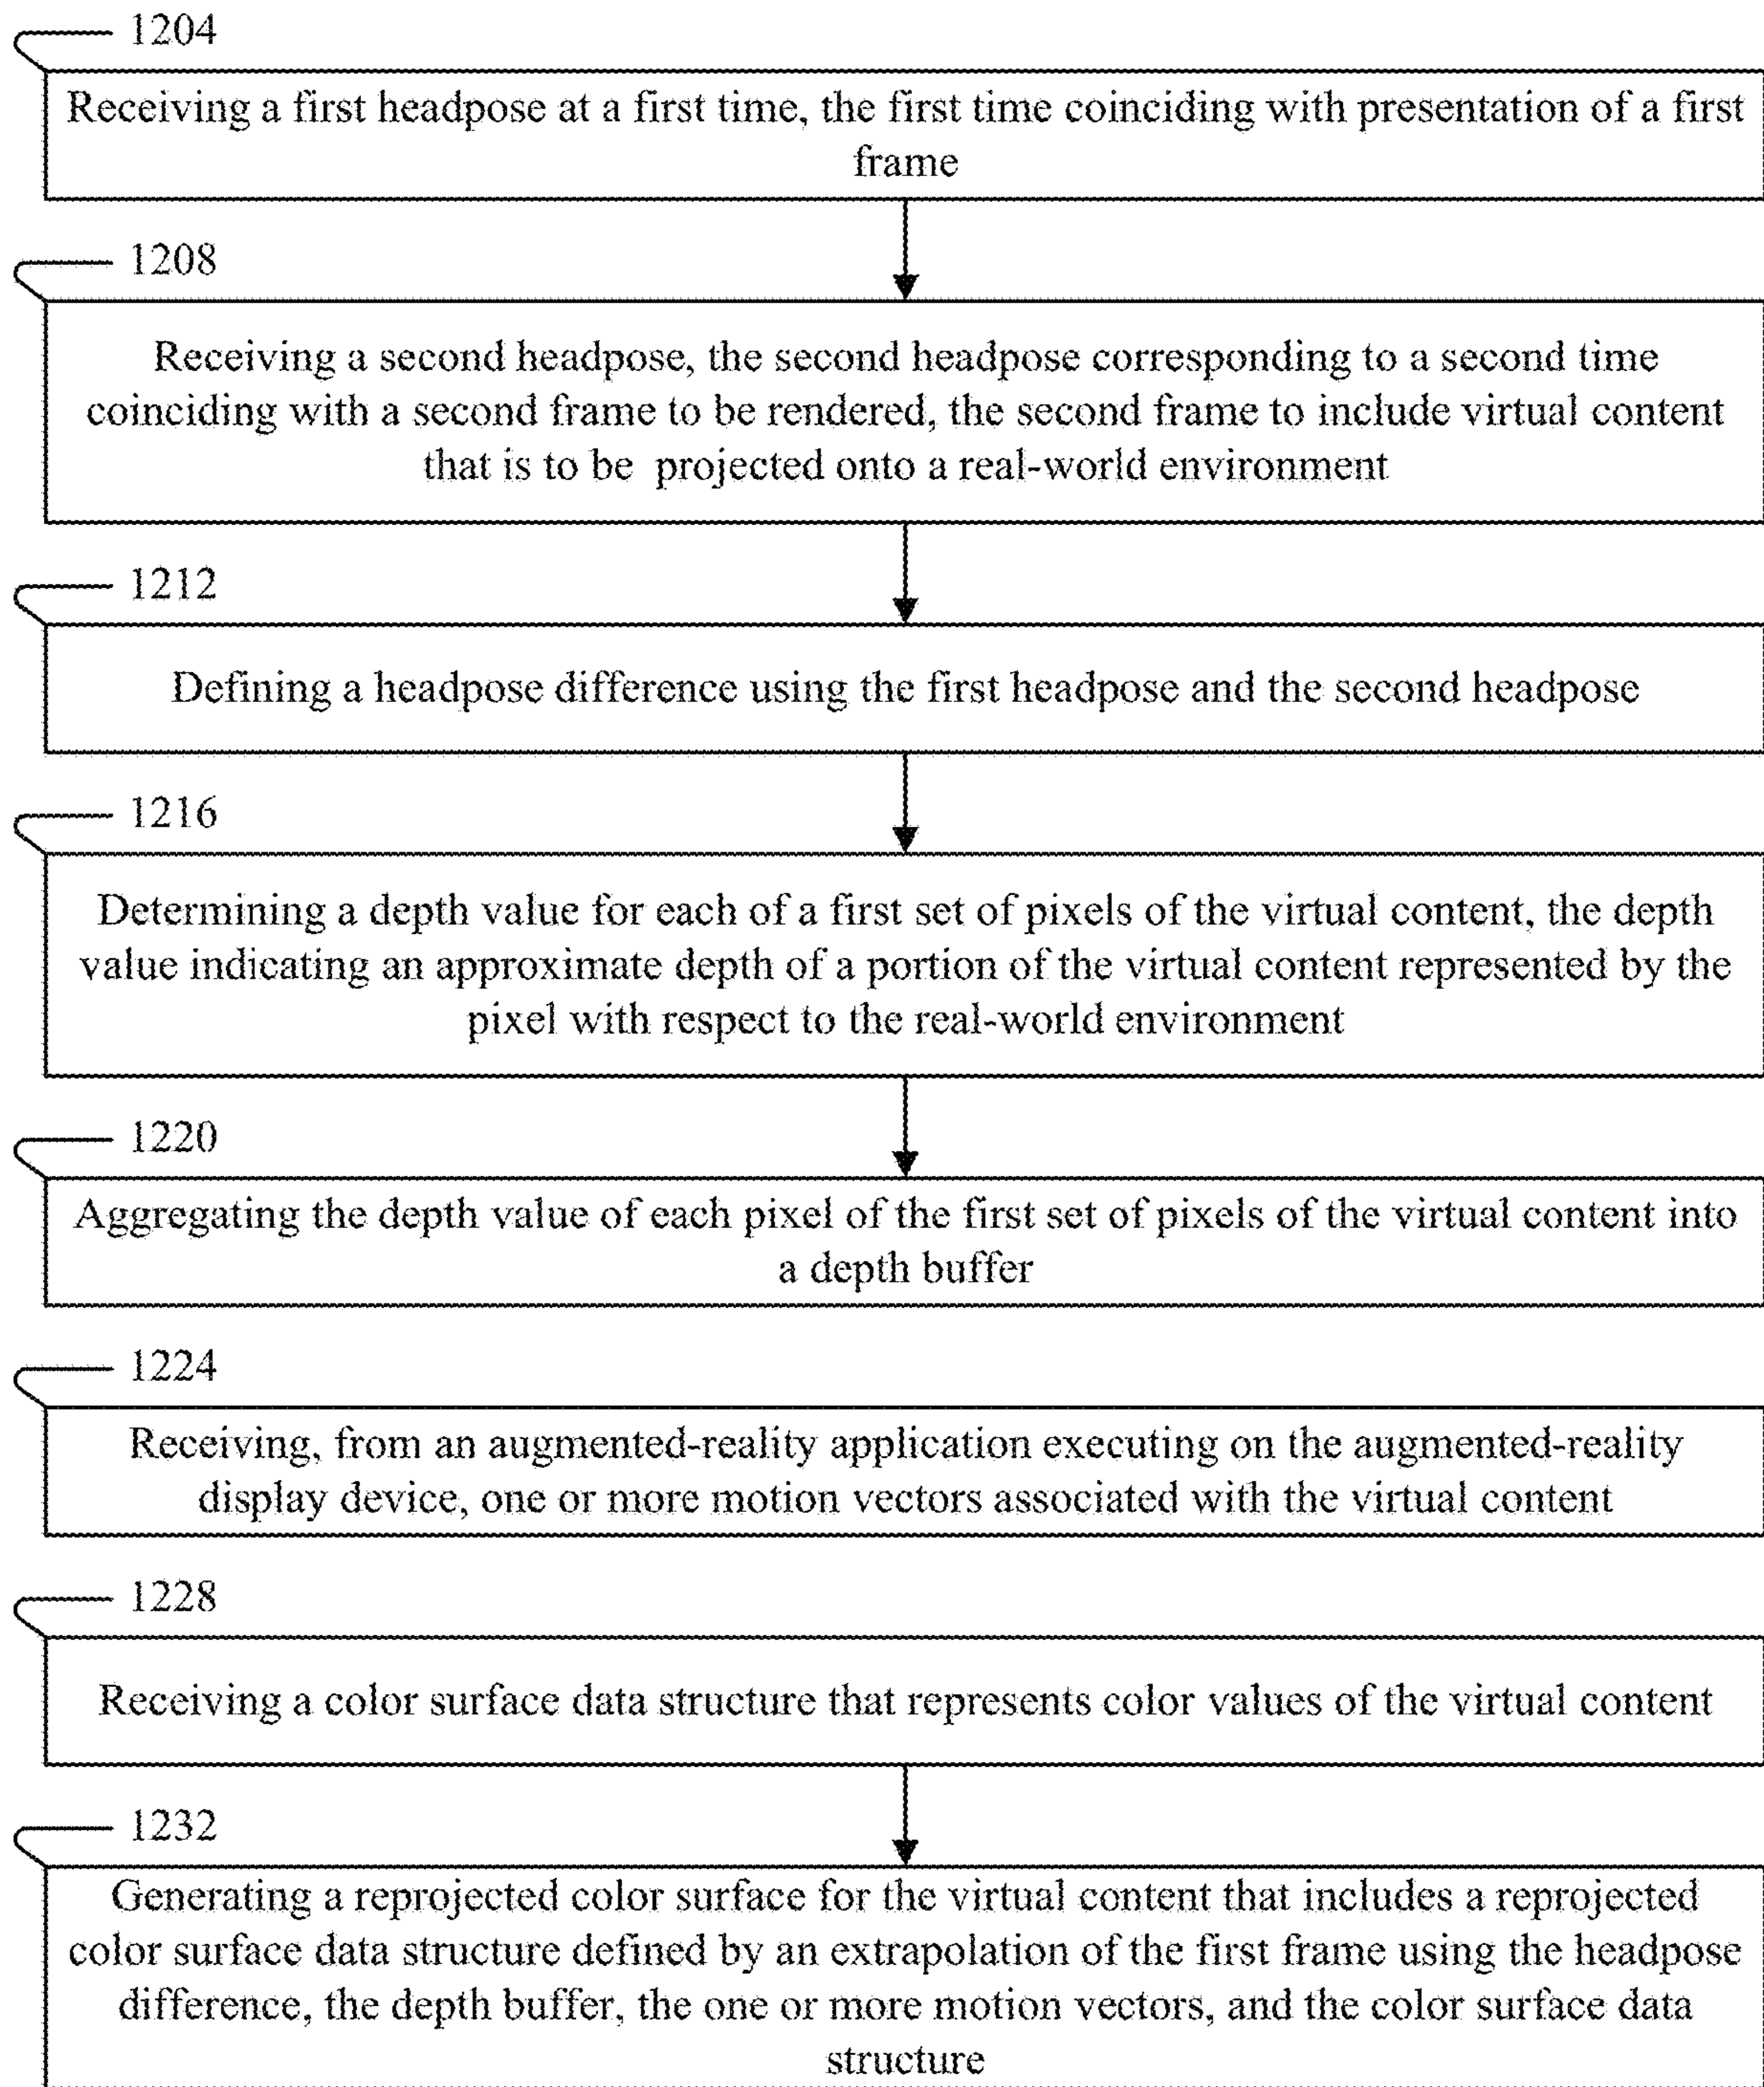 1204
Receiving a first headpose at a first time, the first time coinciding with presentation of a first
frame
1208
Receiving a second headpose, the second headpose corresponding to a second time
coinciding with a second frame to be rendered, the second frame to include virtual content
that is to be projected onto a real-world environment
1212
Defining a headpose difference using the first headpose and the second headpose
1216
Determining a depth value for each of a first set of pixels of the virtual content, the depth
value indicating an approximate depth of a portion of the virtual content represented by the
pixel with respect to the real-world environment
1220
Aggregating the depth value of each pixel of the first set of pixels of the virtual content into
a depth buffer
1224
Receiving, from an augmented-reality application executing on the augmented-reality
display device, one or more motion vectors associated with the virtual content
1228
Receiving a color surface data structure that represents color values of the virtual content
1232
Generating a reprojected color surface for the virtual content that includes a reprojected
color surface data structure defined by an extrapolation of the first frame using the headpose
difference, the depth buffer, the one or more motion vectors, and the color surface data
structure